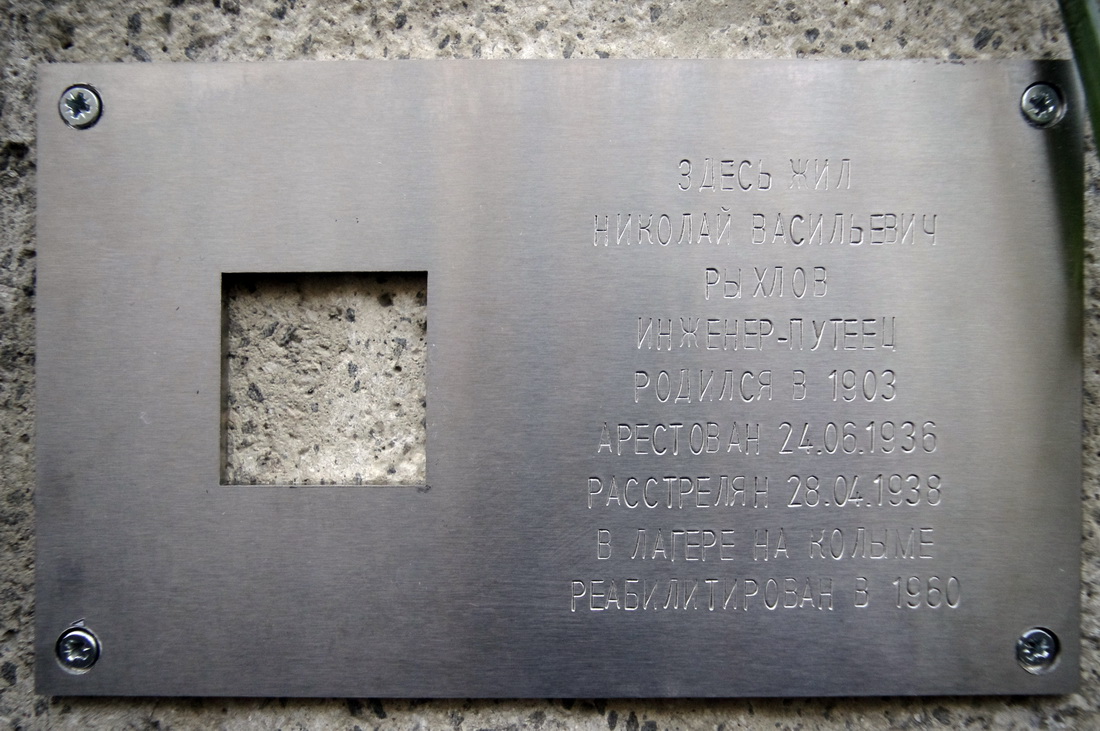 ЗДЕСЬ ЖИЛ
НИКОЛАЙ ВАСИЛЬЕВИЧ
РЫХЛОВ
ИНЖЕНЕР-ПУТЕЕЦ
РОДИЛСЯ В 1903
АРЕСТОВАН 24.06.1936
РАССТРЕЛЯН 28.04.1938
В ЛАГЕРЕ НА КОЛЫМЕ
РЕАБИЛИТИРОВАН В 1960